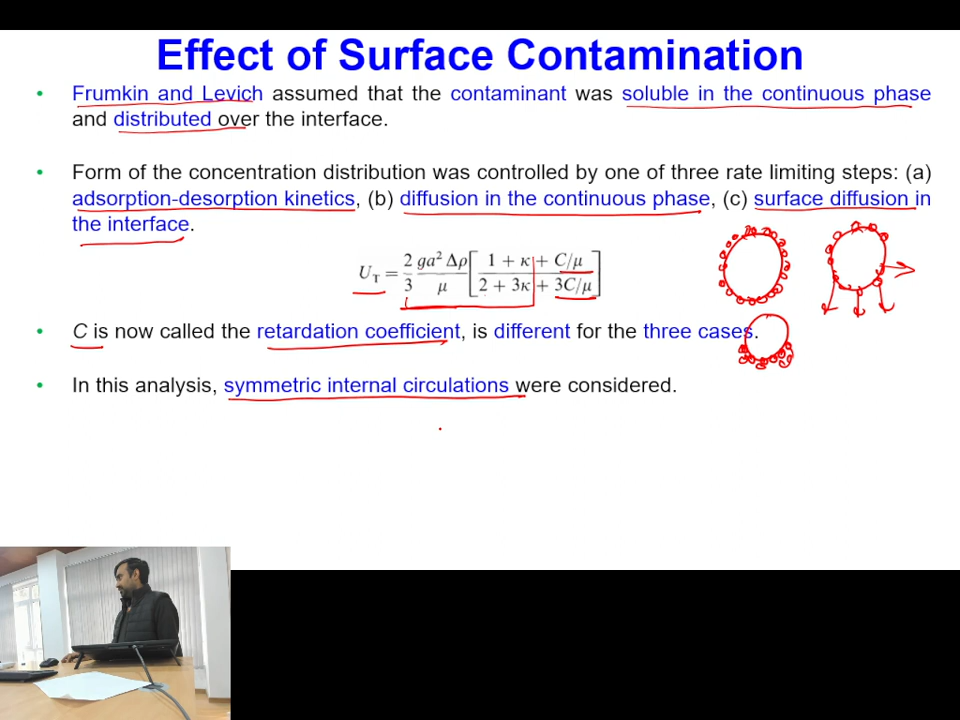 Effect of Surface Contamination
• Frumkin and Levich assumed that the contaminant was soluble in the continuous phase
and distributed over the interface.
• Form of the concentration distribution was controlled by one of three rate limiting steps: (a)
adsorption-desorption kinetics, (b) diffusion in the continuous phase, (c) surface diffusion in
the interface.
U_T = 2/3 ga²Δρ/μ [ (1 + κ + C/μ)/(2 + 3κ + 3C/μ) ]
• C is now called the retardation coefficient, is different for the three cases.
• In this analysis, symmetric internal circulations were considered.